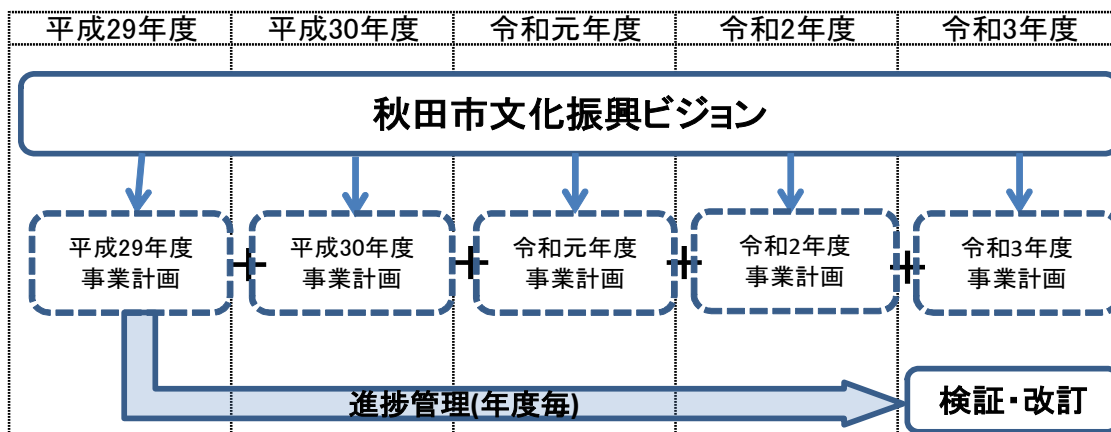 平成29年度
平成30年度
令和元年度
令和2年度
令和3年度
秋田市文化振興ビジョン
平成29年度
事業計画
平成30年度
事業計画
令和元年度
事業計画
令和2年度
事業計画
令和3年度
事業計画
進捗管理(年度毎)
検証・改訂